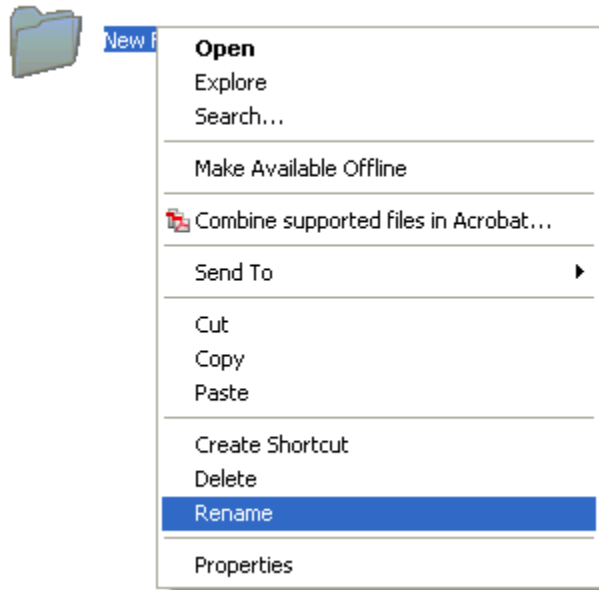 New F
Open
Explore
Search...
Make Available Offline
Combine supported files in Acrobat...
Send To
Cut
Copy
Paste
Create Shortcut
Delete
Rename
Properties